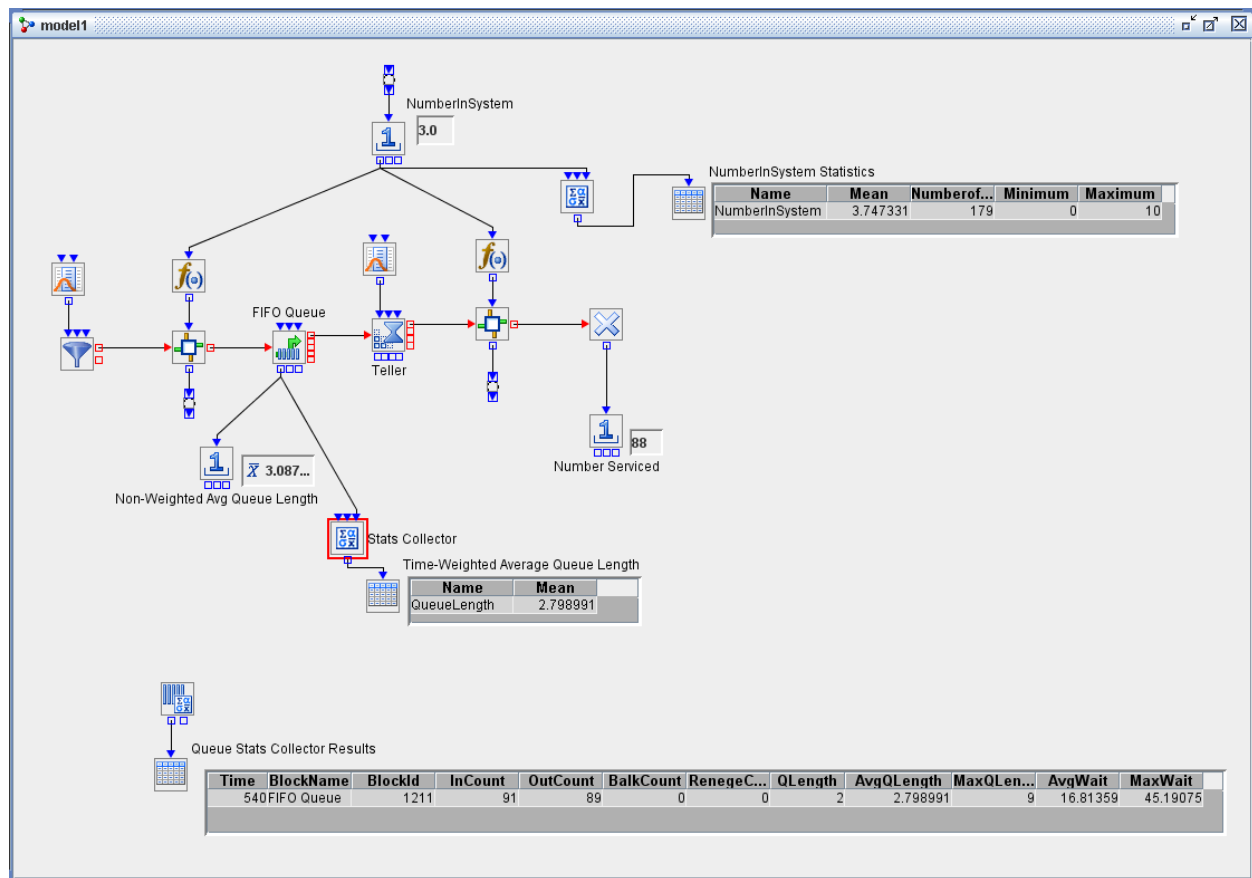 model1
NumberInSystem
3.0
NumberInSystem Statistics
Name Mean Numberof... Minimum Maximum
NumberInSystem 3.747331 179 0 10
FIFO Queue
Teller
88
Number Serviced
X 3.087...
Non-Weighted Avg Queue Length
Stats Collector
Time-Weighted Average Queue Length
Name Mean
QueueLength 2.798991
Queue Stats Collector Results
Time BlockName BlockId InCount OutCount BalkCount RenegeC... QLength AvgQLength MaxQLen... AvgWait MaxWait
540 FIFO Queue 1211 91 89 0 0 2 2.798991 9 16.81359 45.19075